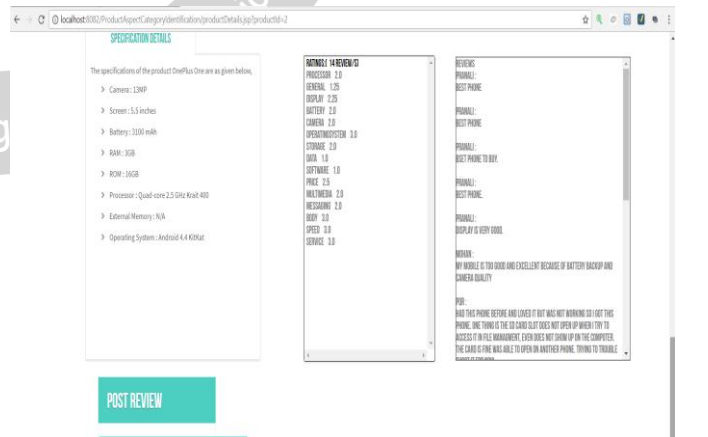 localhost:8082/ProductAspectCategoryIdentification/productDetails.jsp?productId=2
SPECIFICATION DETAILS
The specifications of the product OnePlus One are as given below,
> Camera : 13MP
> Screen : 5.5 inches
> Battery : 3100 mAh
> RAM : 3GB
> ROM : 16GB
> Processor : Quad-core 2.5 GHz Krait 400
> External Memory : N/A
> Operating System : Android 4.4 KitKat
RATINGS:( 14 REVIEW/S)
PROCESSOR 2.0
GENERAL 1.25
DISPLAY 2.25
BATTERY 2.0
CAMERA 2.0
OPERATINGSYSTEM 3.0
STORAGE 2.0
DATA 1.0
SOFTWARE 1.0
PRICE 2.5
MULTIMEDIA 2.0
MESSAGING 2.0
BODY 3.0
SPEED 3.0
SERVICE 3.0
REVIEWS
PRANALI :
BEST PHONE
PRANALI :
BEST PHONE
PRANALI :
BSET PHONE TO BUY.
PRANALI :
BEST PHONE.
PRANALI :
DISPLAY IS VERY GOOD.
MOHAN :
MY MOBILE IS TOO GOOD AND EXCELLENT BECAUSE OF BATTERY BACKUP AND
CAMERA QUALITY
POR :
HAD THIS PHONE BEFORE AND LOVED IT BUT WAS NOT WORKING SO I GOT THIS
PHONE. ONE THING IS THE SD CARD SLOT DOES NOT OPEN UP WHEN I TRY TO
ACCESS IT IN FILE MANAGMENT, EVEN DOES NOT SHOW UP ON THE COMPUTER.
THE CARD IS FINE WAS ABLE TO OPEN ON ANOTHER PHONE, TRYING TO TROUBLE
POST REVIEW